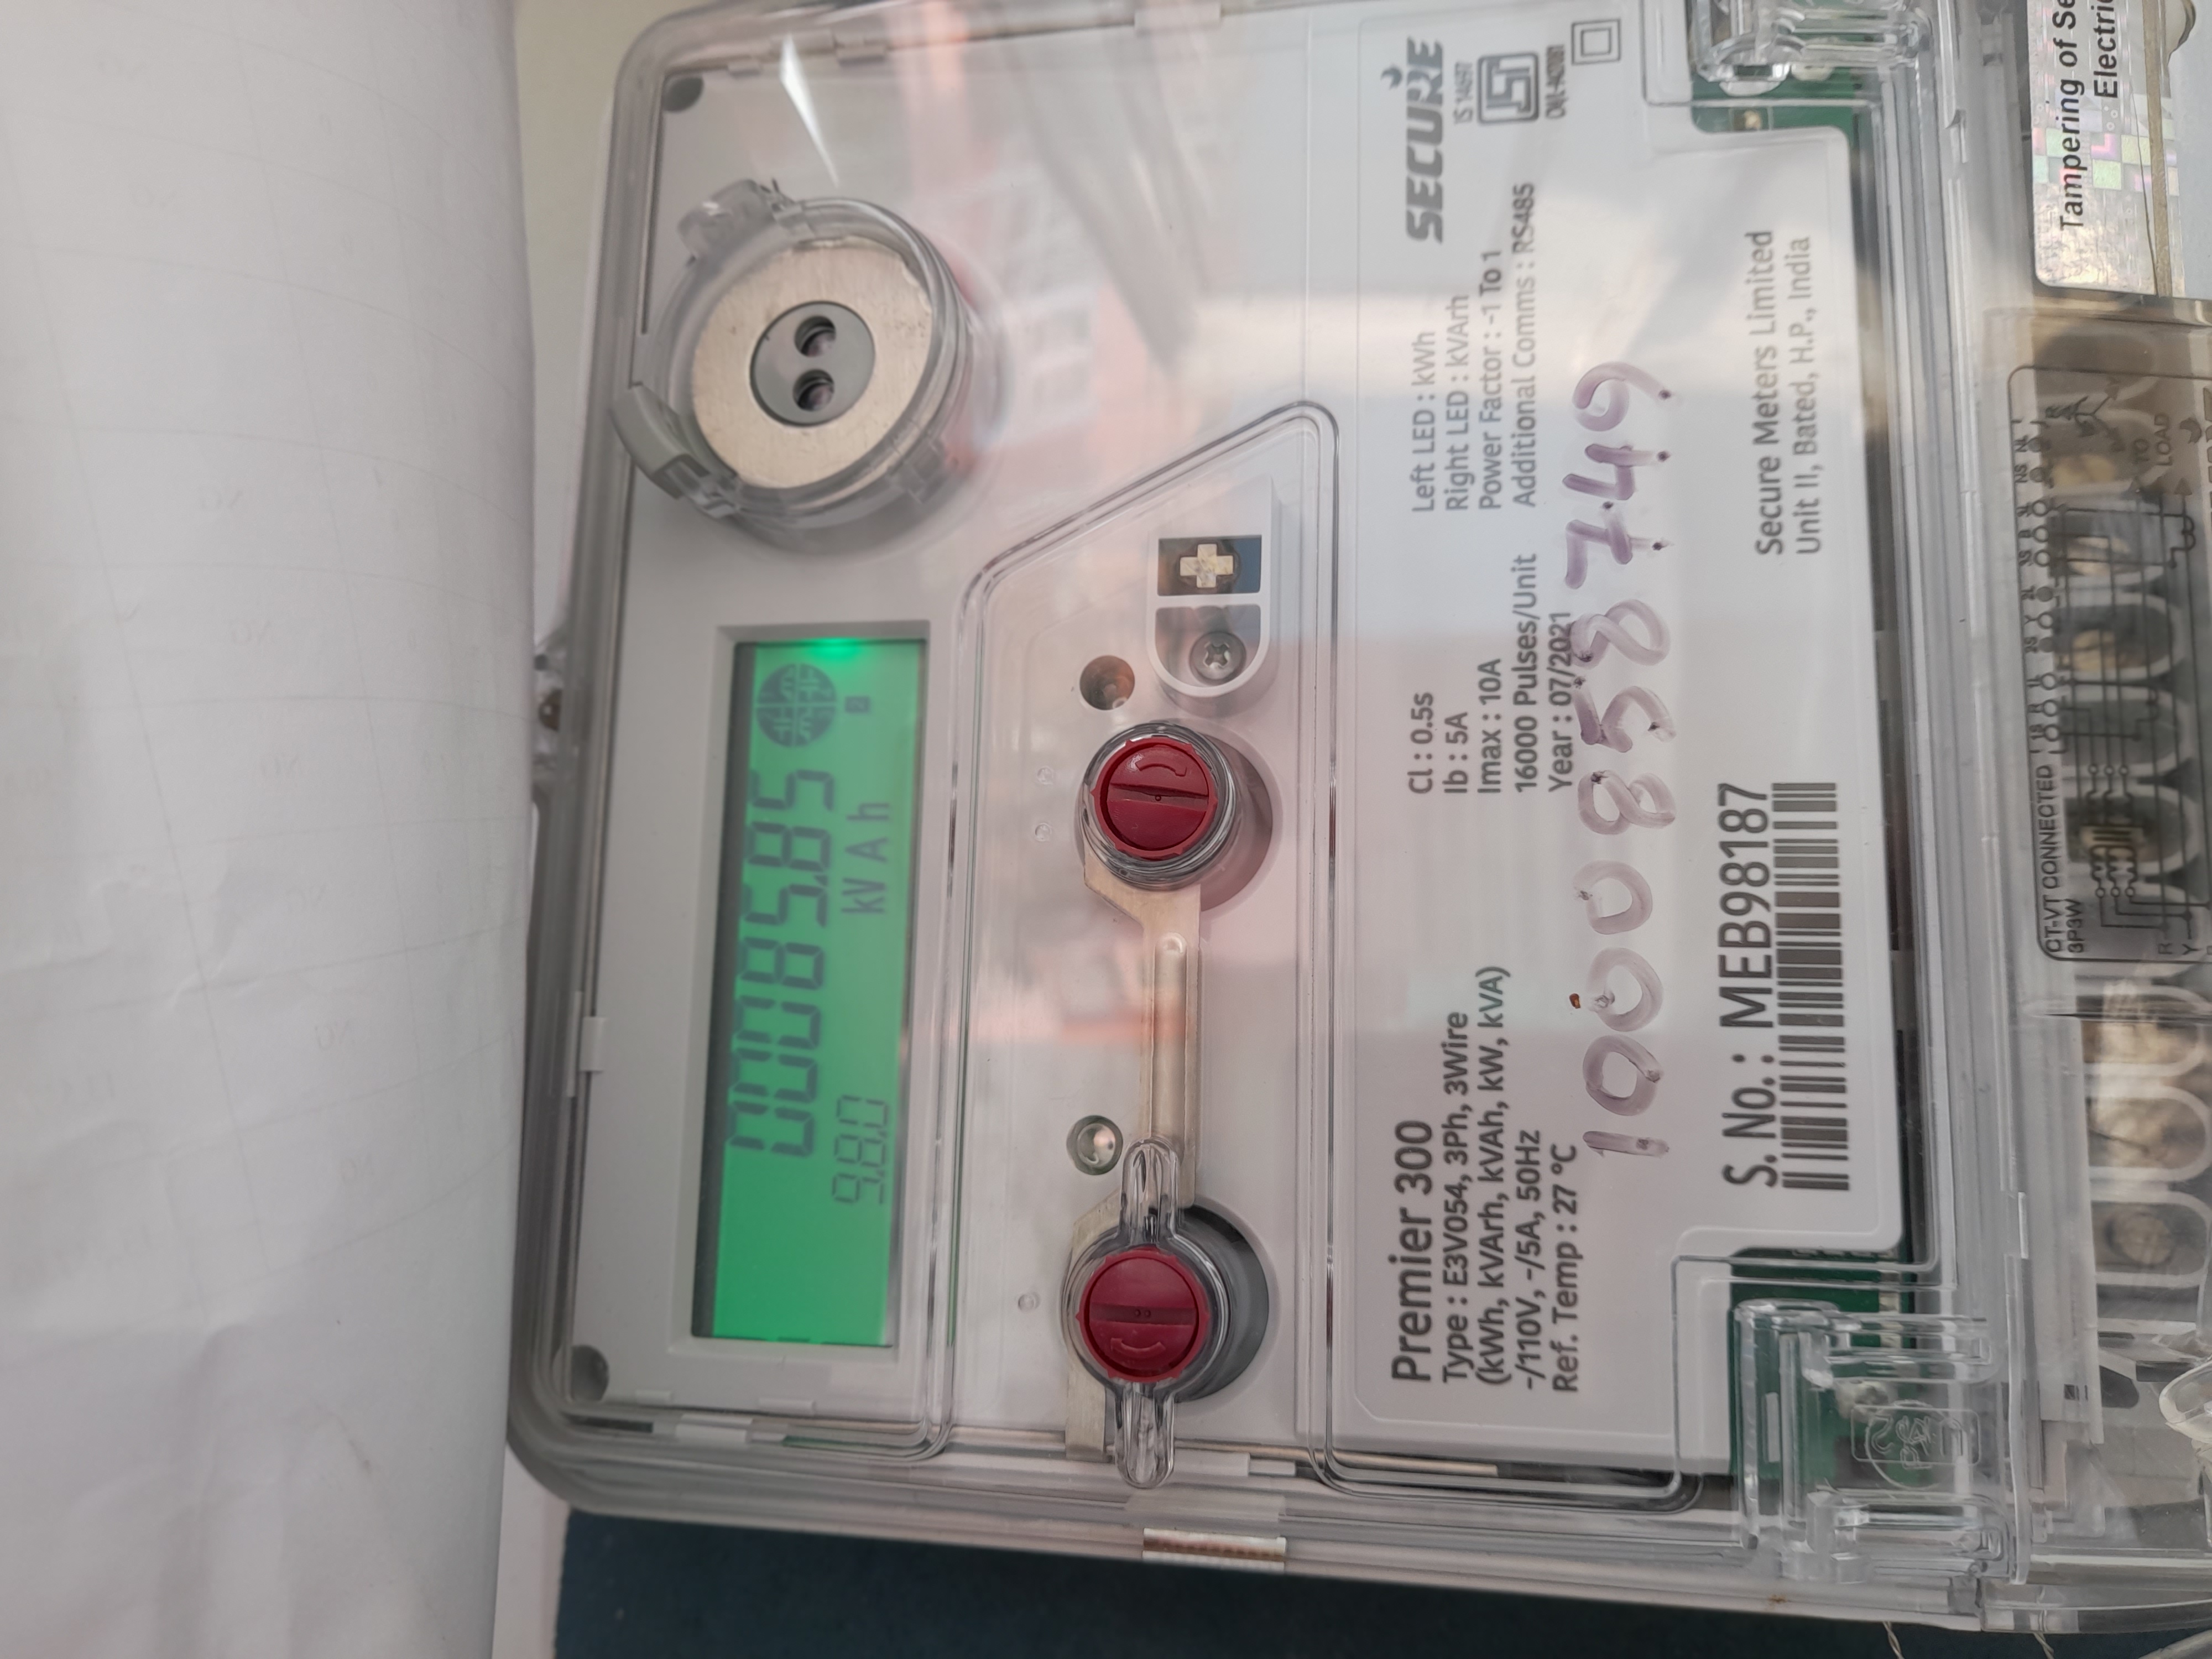 00085.85
kVAh
9.8.0
SECURE
IS 14697
Premier 300
Type : E3V054, 3Ph, 3Wire
(kWh, kVArh, kVAh, kW, kVA)
-/110V, -/5A, 50Hz
Ref. Temp : 27 °C
Cl : 0.5s
Ib : 5A
Imax : 10A
16000 Pulses/Unit
Year : 07/2021
Left LED : kWh
Right LED : kVArh
Power Factor : -1 To 1
Additional Comms : RS485
1000858749
S. No. : MEB98187
Secure Meters Limited
Unit II, Bated, H.P., India
Tampering of Se
Electric
CT-VT CONNECTED
3P3W
R
Y
TO
LOAD